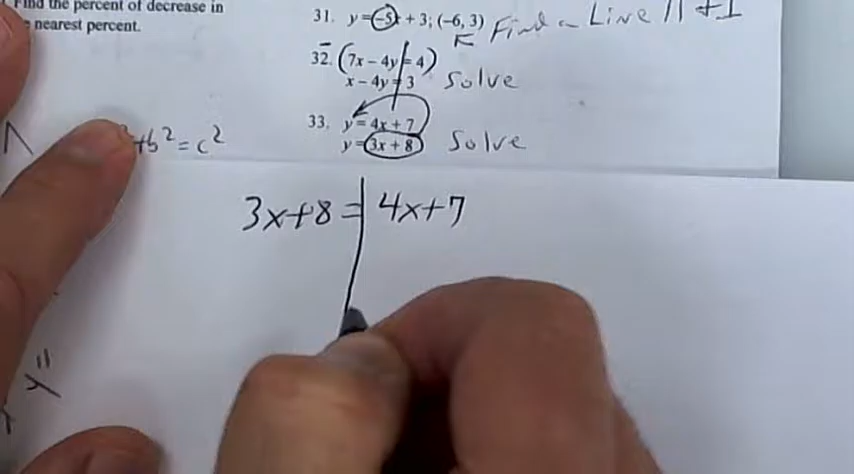 Find the percent of decrease in
nearest percent.
31. y = -5x + 3; (-6, 3) Find a Line || + ⊥
32. (7x - 4y = 4)
x - 4y = 3 Solve
33. y = 4x + 7
y = 3x + 8 Solve
+b² = c²
3x+8 = 4x+7